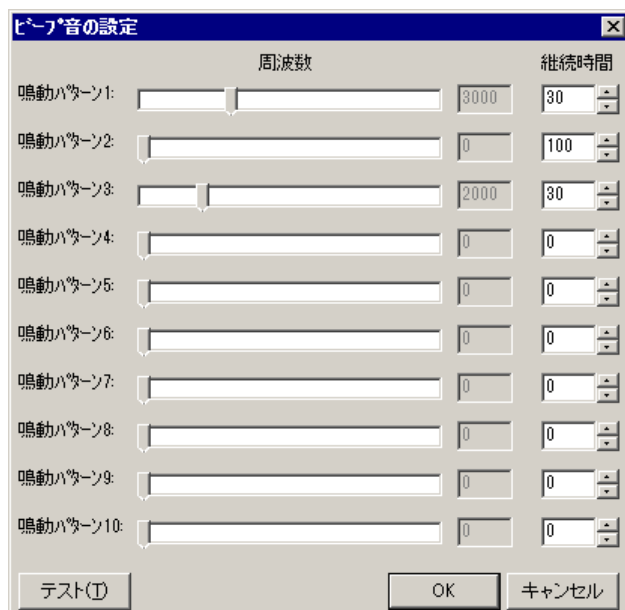 ﾋﾞｰﾌﾟ音の設定
周波数 継続時間
鳴動ﾊﾟﾀｰﾝ1: 3000 30
鳴動ﾊﾟﾀｰﾝ2: 0 100
鳴動ﾊﾟﾀｰﾝ3: 2000 30
鳴動ﾊﾟﾀｰﾝ4: 0 0
鳴動ﾊﾟﾀｰﾝ5: 0 0
鳴動ﾊﾟﾀｰﾝ6: 0 0
鳴動ﾊﾟﾀｰﾝ7: 0 0
鳴動ﾊﾟﾀｰﾝ8: 0 0
鳴動ﾊﾟﾀｰﾝ9: 0 0
鳴動ﾊﾟﾀｰﾝ10: 0 0
テスト(T) OK キャンセル